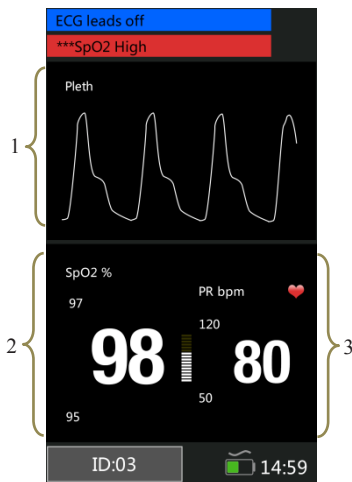 ECG leads off
***SpO2 High
Pleth
1
SpO2 %
97
98
95
PR bpm
120
80
50
2
3
ID:03
14:59